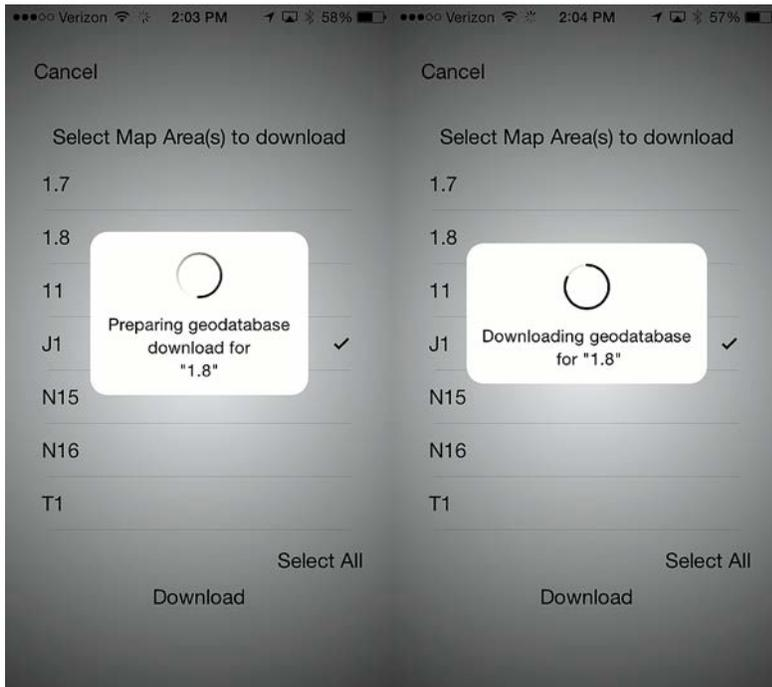 Verizon 2:03 PM 58%
Cancel
Select Map Area(s) to download
1.7
1.8
11
J1
N15
N16
T1
Preparing geodatabase
download for
"1.8"
Select All
Download
Verizon 2:04 PM 57%
Cancel
Select Map Area(s) to download
1.7
1.8
11
J1
N15
N16
T1
Downloading geodatabase
for "1.8"
Select All
Download